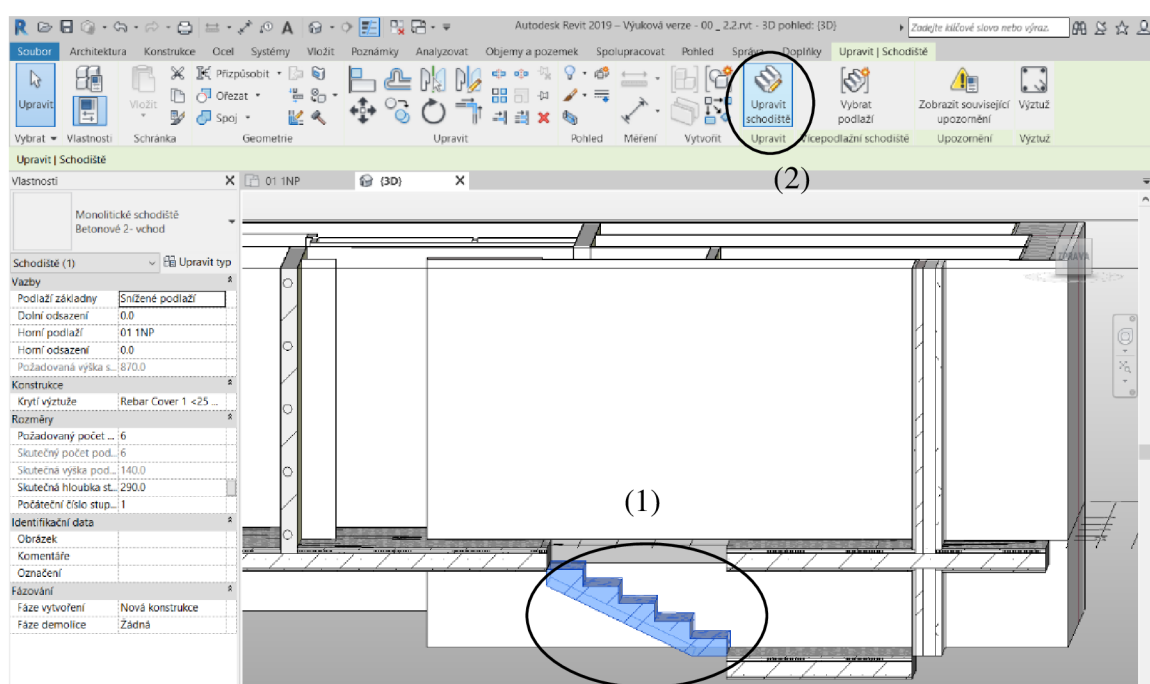 Autodesk Revit 2019 – Výuková verze - 00 _ 2.2.rvt - 3D pohled: {3D}
Zadejte klíčové slovo nebo výraz.
Soubor Architektura Konstrukce Ocel Systémy Vložit Poznámky Analyzovat Objemy a pozemek Spolupracovat Pohled Správa Doplňky Upravit | Schodiště
Přizpůsobit
Ořezat
Spoj
Upravit
Vložit
Upravit
schodiště
Vybrat
podlaží
Zobrazit související
upozornění
Výztuž
Vybrat Vlastnosti Schránka Geometrie Upravit Pohled Měření Vytvořit Upravit Vícepodlažní schodiště Upozornění Výztuž
Upravit | Schodiště
(2)
Vlastnosti X
01 1NP
{3D} X
Monolitické schodiště
Betonové 2- vchod
Schodiště (1) Upravit typ
Vazby
Podlaží základny Snížené podlaží
Dolní odsazení 0.0
Horní podlaží 01 1NP
Horní odsazení 0.0
Požadovaná výška s... 870.0
Konstrukce
Krytí výztuže Rebar Cover 1 <25 ...
Rozměry
Požadovaný počet ... 6
Skutečný počet pod... 6
Skutečná výška pod... 140.0
Skutečná hloubka st... 290.0
Počáteční číslo stup... 1
Identifikační data
Obrázek
Komentáře
Označení
Fázování
Fáze vytvoření Nová konstrukce
Fáze demolice Žádná
ZPRAVA
(1)